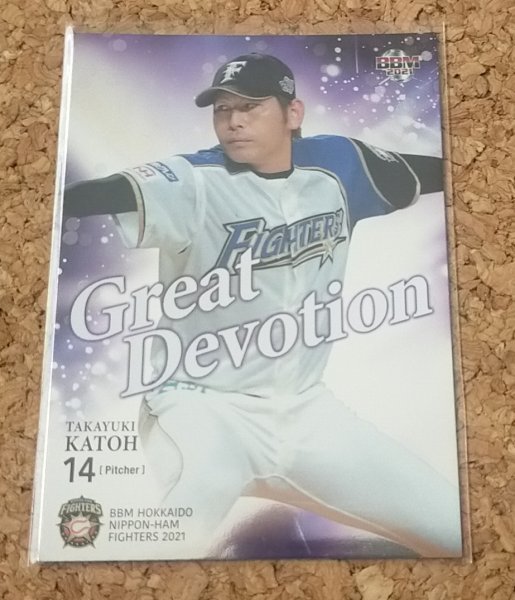 BBM
2021
F
FIGHTERS
Great
Devotion
TAKAYUKI
KATOH
14 [Pitcher]
FIGHTERS
BBM HOKKAIDO
NIPPON-HAM
FIGHTERS 2021